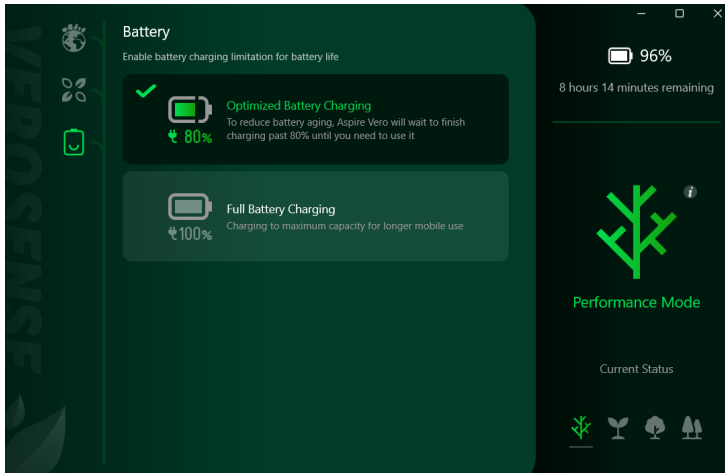 VEROSENSE
Battery
Enable battery charging limitation for battery life
Optimized Battery Charging
To reduce battery aging, Aspire Vero will wait to finish
charging past 80% until you need to use it
80%
Full Battery Charging
Charging to maximum capacity for longer mobile use
100%
96%
8 hours 14 minutes remaining
i
Performance Mode
Current Status